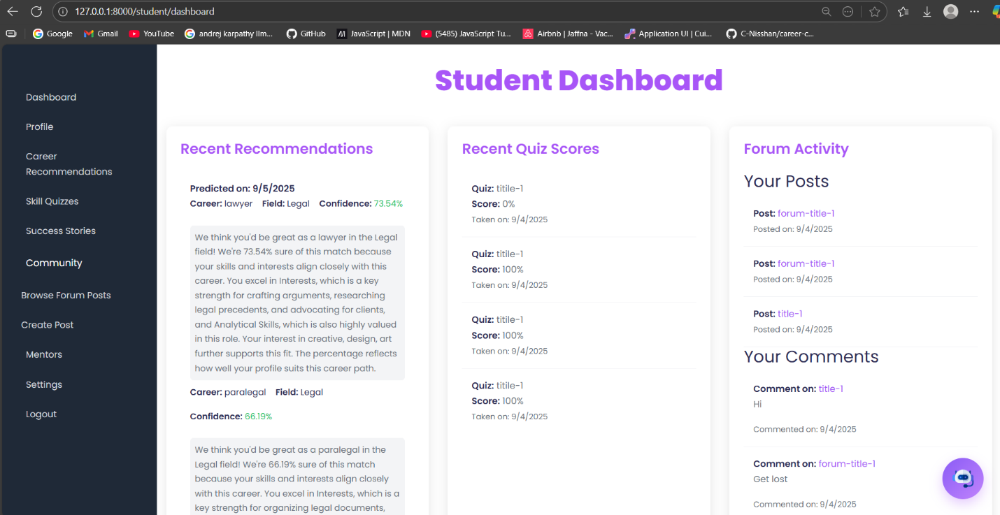 127.0.0.1:8000/student/dashboard
Google
Gmail
YouTube
andrej karpathy llm...
GitHub
JavaScript | MDN
(5485) JavaScript Tu...
Airbnb | Jaffna - Vac...
Application UI | Cui...
C-Nisshan/career-c...
Dashboard
Profile
Career
Recommendations
Skill Quizzes
Success Stories
Community
Browse Forum Posts
Create Post
Mentors
Settings
Logout
Student Dashboard
Recent Recommendations
Predicted on: 9/5/2025
Career: lawyer Field: Legal Confidence: 73.54%
We think you'd be great as a lawyer in the Legal
field! We're 73.54% sure of this match because
your skills and interests align closely with this
career. You excel in Interests, which is a key
strength for crafting arguments, researching
legal precedents, and advocating for clients,
and Analytical Skills, which is also highly valued
in this role. Your interest in creative, design, art
further supports this fit. The percentage reflects
how well your profile suits this career path.
Career: paralegal Field: Legal
Confidence: 66.19%
We think you'd be great as a paralegal in the
Legal field! We're 66.19% sure of this match
because your skills and interests align closely
with this career. You excel in Interests, which is a
key strength for organizing legal documents,
Recent Quiz Scores
Quiz: titile-1
Score: 0%
Taken on: 9/4/2025
Quiz: titile-1
Score: 100%
Taken on: 9/4/2025
Quiz: titile-1
Score: 100%
Taken on: 9/4/2025
Quiz: titile-1
Score: 100%
Taken on: 9/4/2025
Forum Activity
Your Posts
Post: forum-title-1
Posted on: 9/4/2025
Post: forum-title-1
Posted on: 9/4/2025
Post: title-1
Posted on: 9/4/2025
Your Comments
Comment on: title-1
Hi
Commented on: 9/4/2025
Comment on: forum-title-1
Get lost
Commented on: 9/4/2025